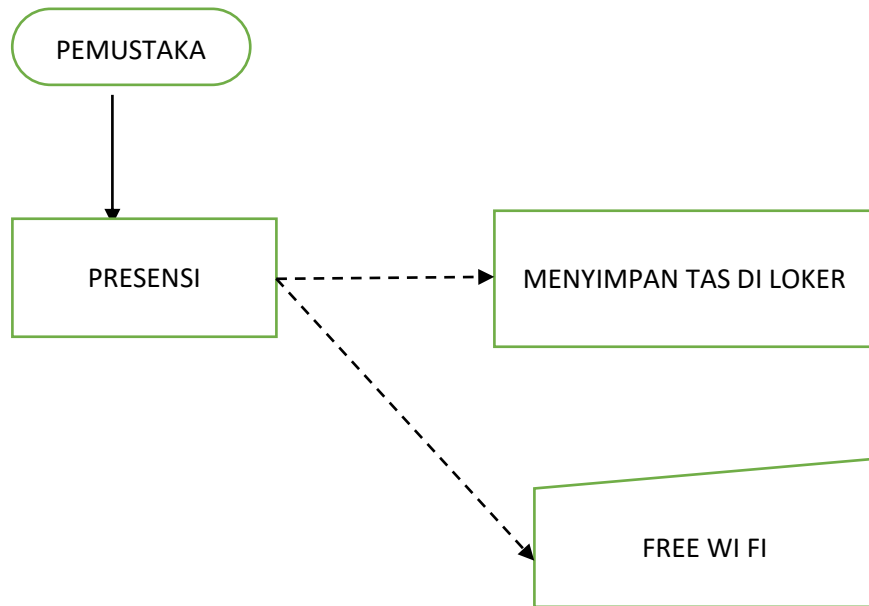 PEMUSTAKA
PRESENSI
MENYIMPAN TAS DI LOKER
FREE WI FI